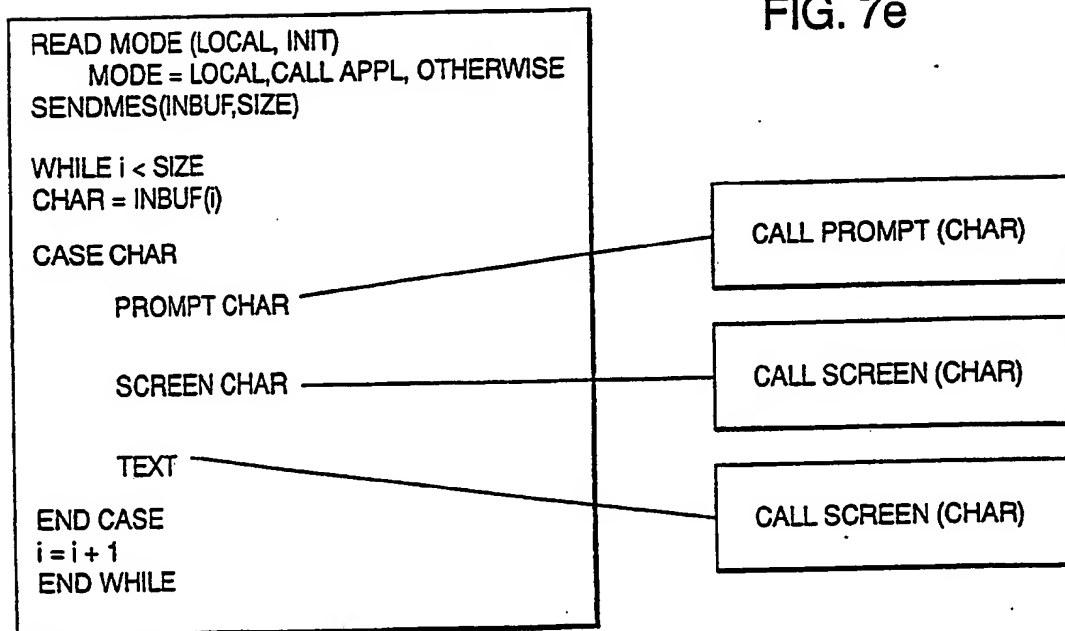 FIG. 7e
READ MODE (LOCAL, INIT)
MODE = LOCAL,CALL APPL, OTHERWISE
SENDMES(INBUF,SIZE)
WHILE i < SIZE
CHAR = INBUF(i)
CASE CHAR
PROMPT CHAR
CALL PROMPT (CHAR)
SCREEN CHAR
CALL SCREEN (CHAR)
TEXT
CALL SCREEN (CHAR)
END CASE
i = i + 1
END WHILE